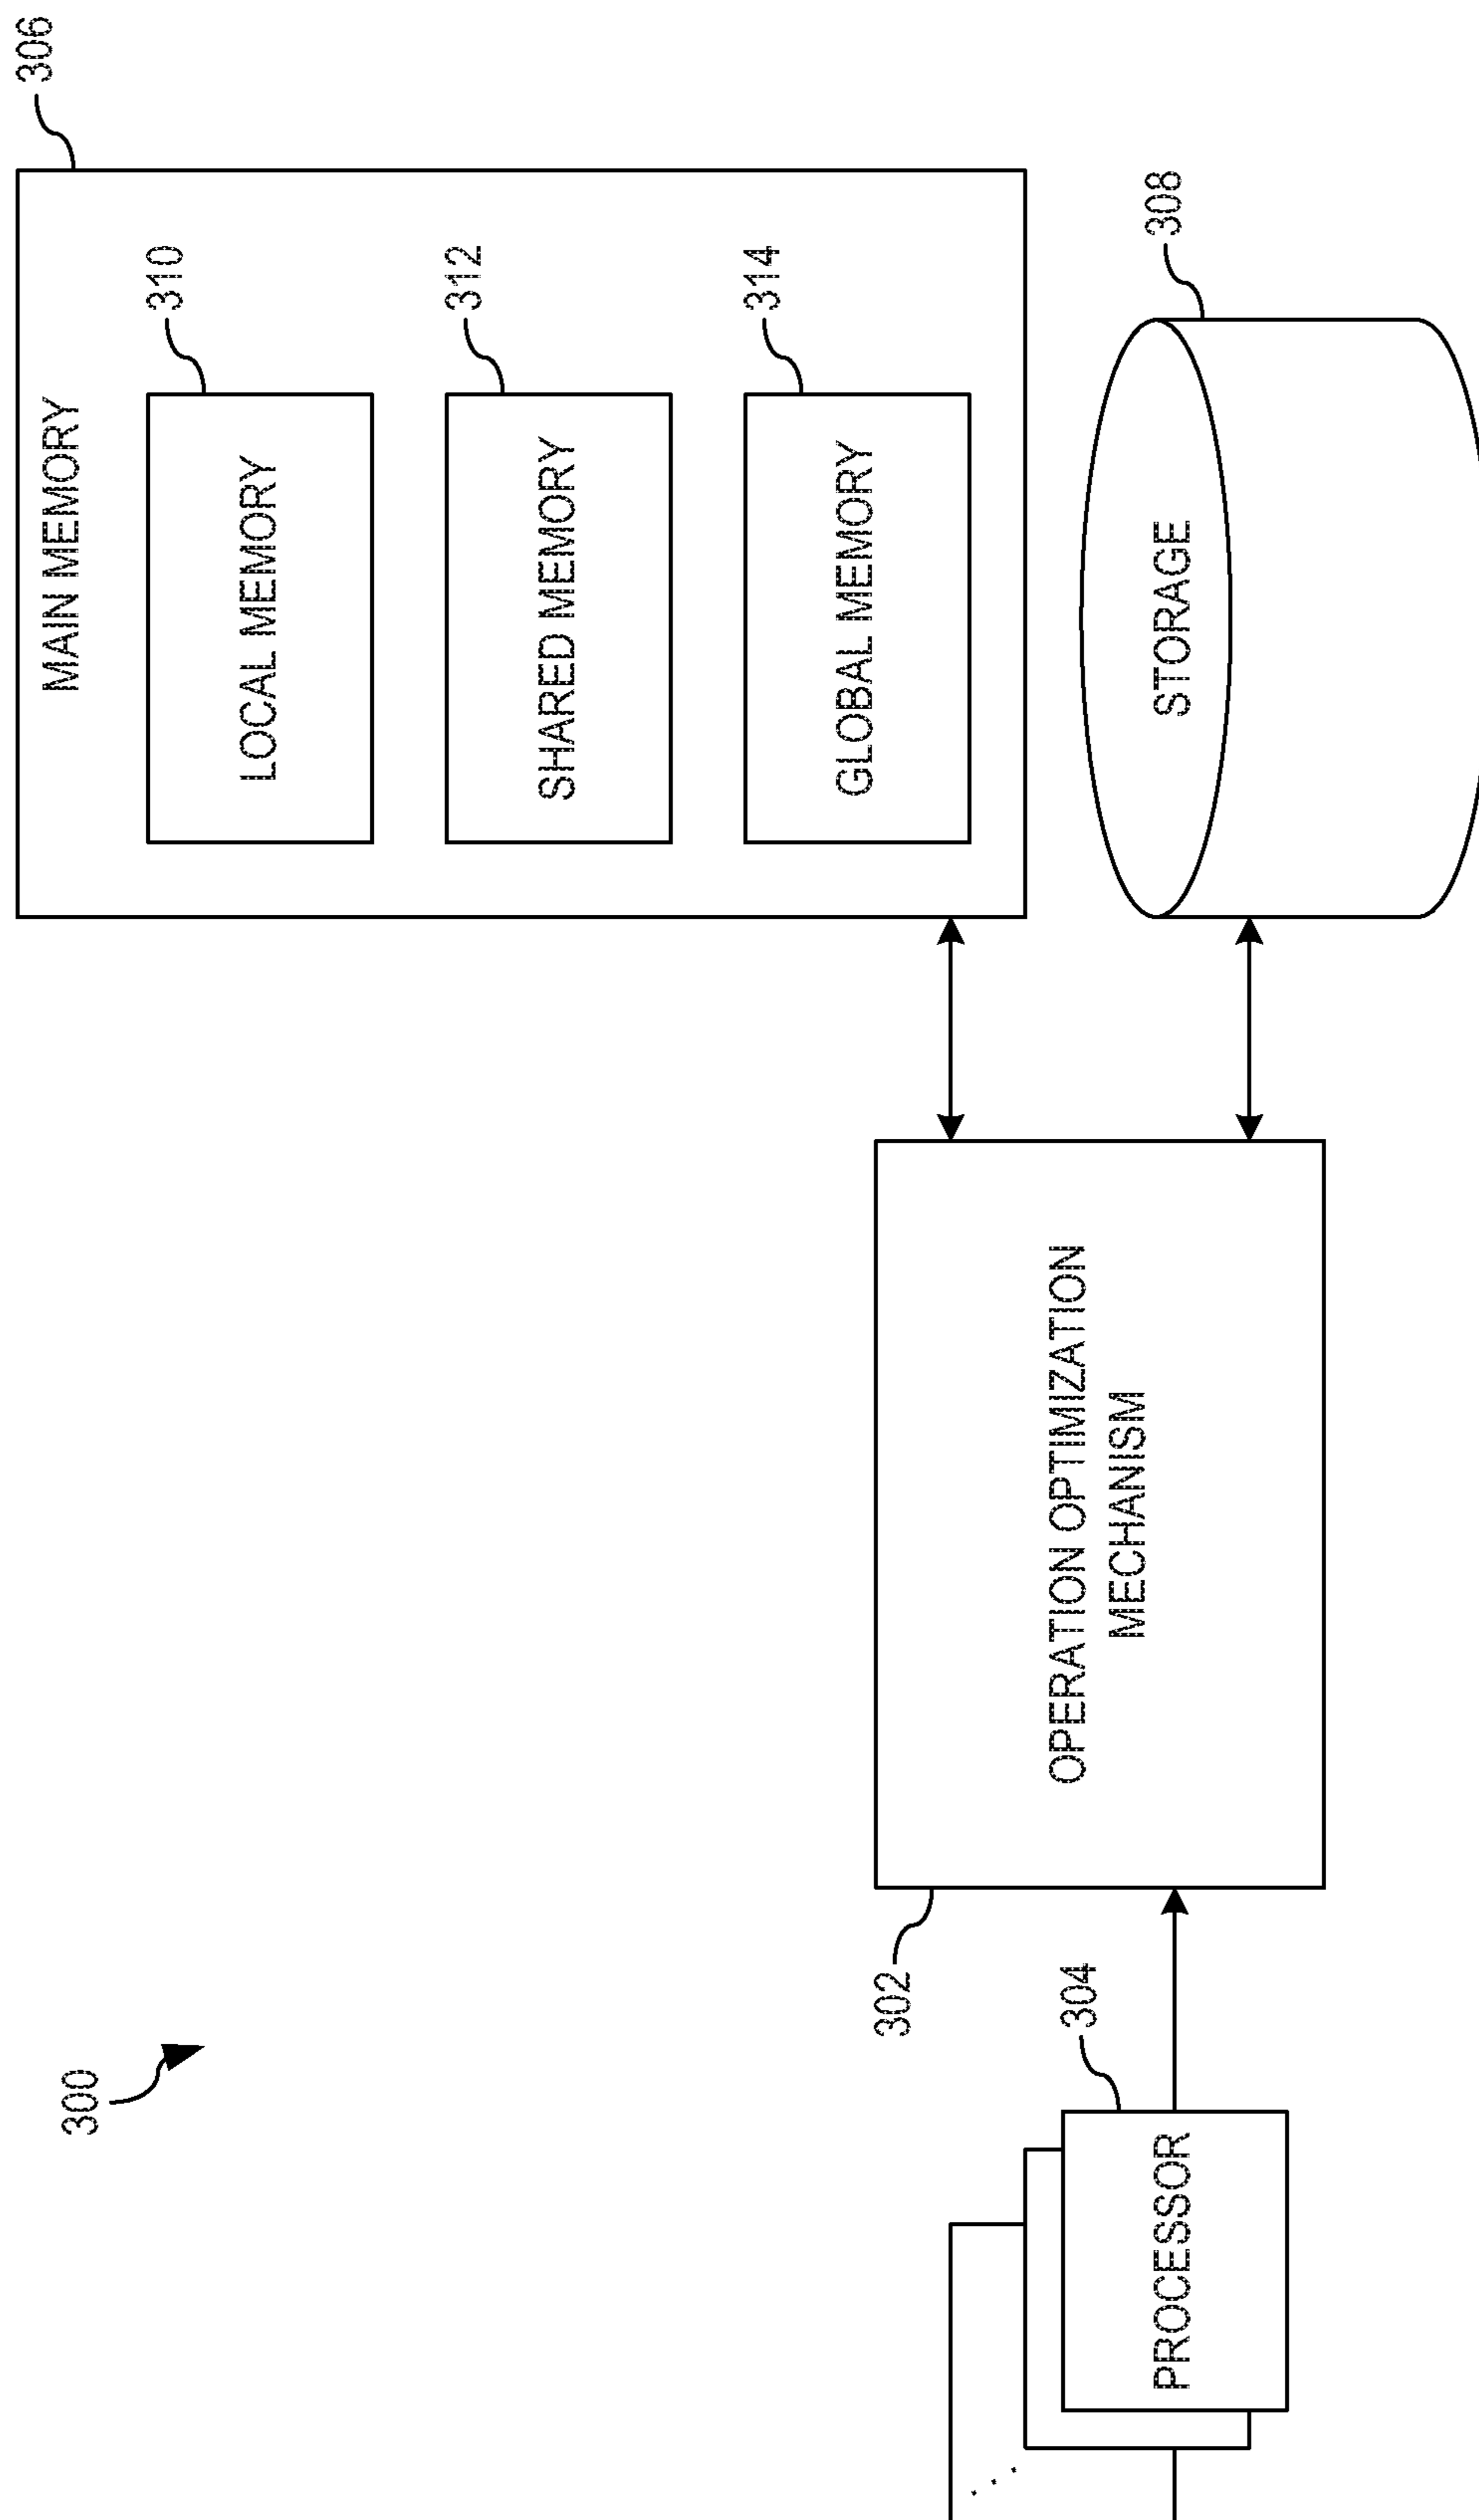 300
306
MAIN MEMORY
310
LOCAL MEMORY
312
SHARED MEMORY
314
GLOBAL MEMORY
302
OPERATION OPTIMIZATION
MECHANISM
304
PROCESSOR
308
STORAGE